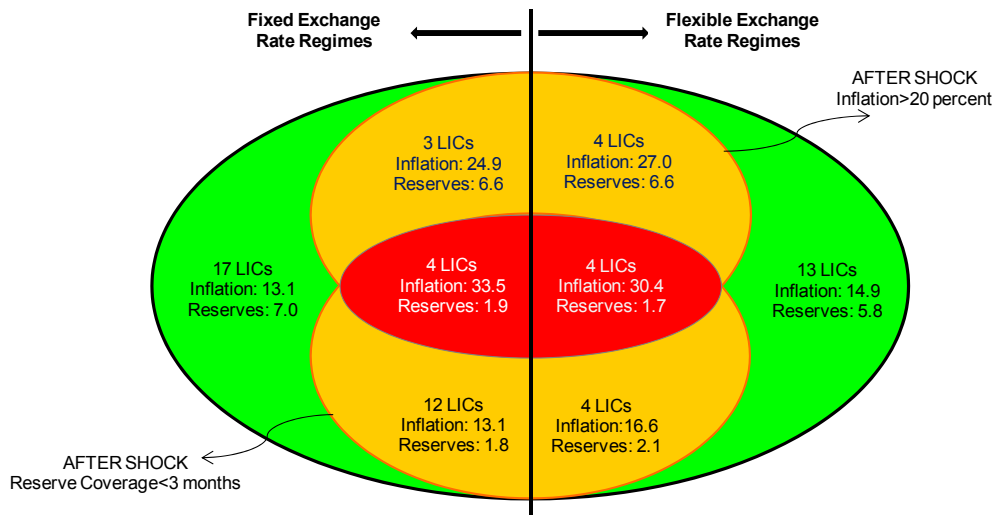 Fixed Exchange
Rate Regimes
Flexible Exchange
Rate Regimes
AFTER SHOCK
Inflation>20 percent
3 LICs
Inflation: 24.9
Reserves: 6.6
4 LICs
Inflation: 27.0
Reserves: 6.6
17 LICs
Inflation: 13.1
Reserves: 7.0
4 LICs
Inflation: 33.5
Reserves: 1.9
4 LICs
Inflation: 30.4
Reserves: 1.7
13 LICs
Inflation: 14.9
Reserves: 5.8
12 LICs
Inflation: 13.1
Reserves: 1.8
4 LICs
Inflation:16.6
Reserves: 2.1
AFTER SHOCK
Reserve Coverage<3 months